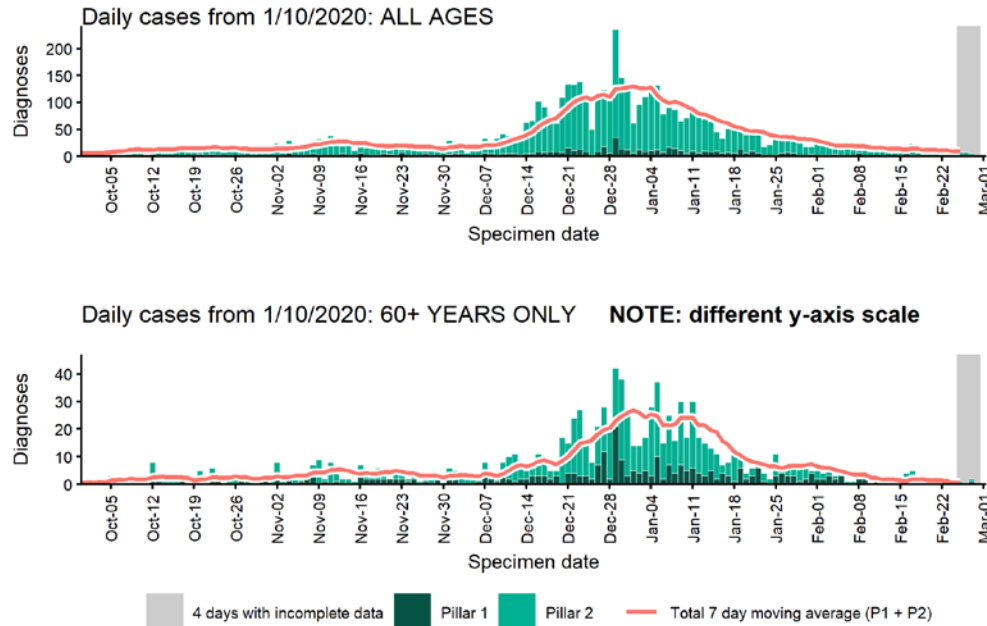 Daily cases from 1/10/2020: ALL AGES
Diagnoses
200
150
100
50
0
Oct-05 Oct-12 Oct-19 Oct-26 Nov-02 Nov-09 Nov-16 Nov-23 Nov-30 Dec-07 Dec-14 Dec-21 Dec-28 Jan-04 Jan-11 Jan-18 Jan-25 Feb-01 Feb-08 Feb-15 Feb-22 Mar-01
Specimen date
Daily cases from 1/10/2020: 60+ YEARS ONLY NOTE: different y-axis scale
Diagnoses
40
30
20
10
0
Oct-05 Oct-12 Oct-19 Oct-26 Nov-02 Nov-09 Nov-16 Nov-23 Nov-30 Dec-07 Dec-14 Dec-21 Dec-28 Jan-04 Jan-11 Jan-18 Jan-25 Feb-01 Feb-08 Feb-15 Feb-22 Mar-01
Specimen date
4 days with incomplete data Pillar 1 Pillar 2 Total 7 day moving average (P1 + P2)